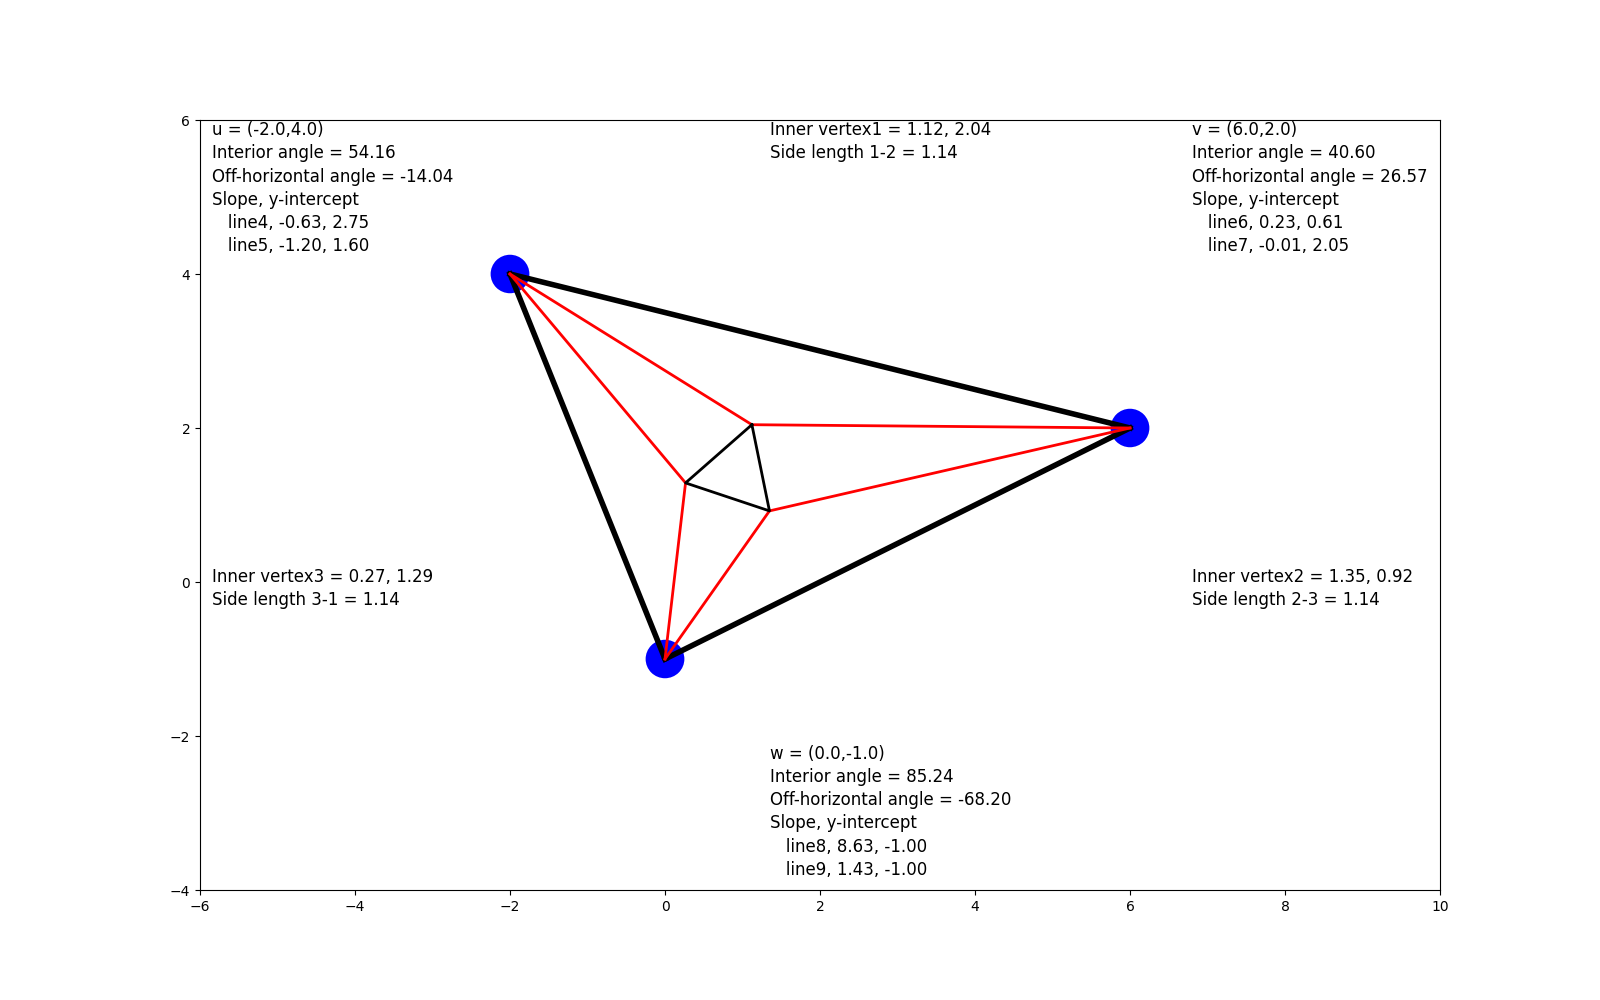 u = (-2.0,4.0)
Interior angle = 54.16
Off-horizontal angle = -14.04
Slope, y-intercept
line4, -0.63, 2.75
line5, -1.20, 1.60
Inner vertex1 = 1.12, 2.04
Side length 1-2 = 1.14
v = (6.0,2.0)
Interior angle = 40.60
Off-horizontal angle = 26.57
Slope, y-intercept
line6, 0.23, 0.61
line7, -0.01, 2.05
Inner vertex3 = 0.27, 1.29
Side length 3-1 = 1.14
Inner vertex2 = 1.35, 0.92
Side length 2-3 = 1.14
w = (0.0,-1.0)
Interior angle = 85.24
Off-horizontal angle = -68.20
Slope, y-intercept
line8, 8.63, -1.00
line9, 1.43, -1.00
6
4
2
0
−2
−4
−6 −4 −2 0 2 4 6 8 10